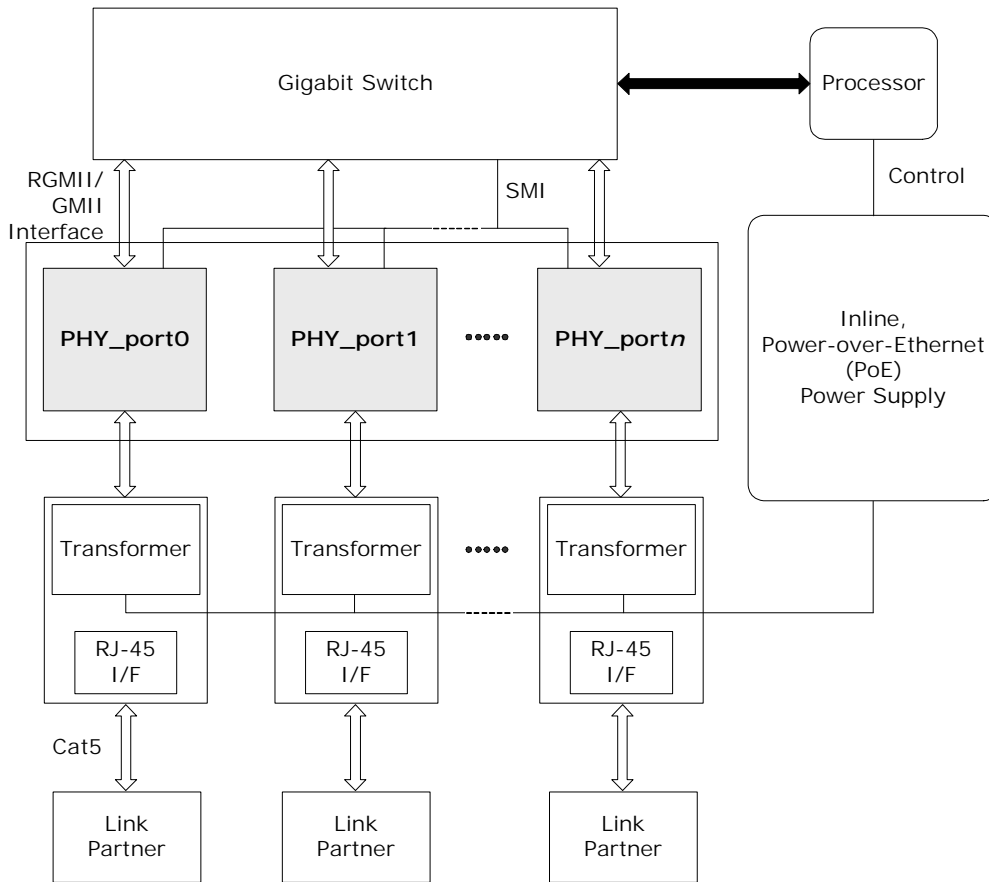 Gigabit Switch
Processor
RGMII/
GMII
Interface
SMI
Control
PHY_port0
PHY_port1
PHY_portn
Inline,
Power-over-Ethernet
(PoE)
Power Supply
Transformer
Transformer
Transformer
RJ-45
I/F
RJ-45
I/F
RJ-45
I/F
Cat5
Link
Partner
Link
Partner
Link
Partner